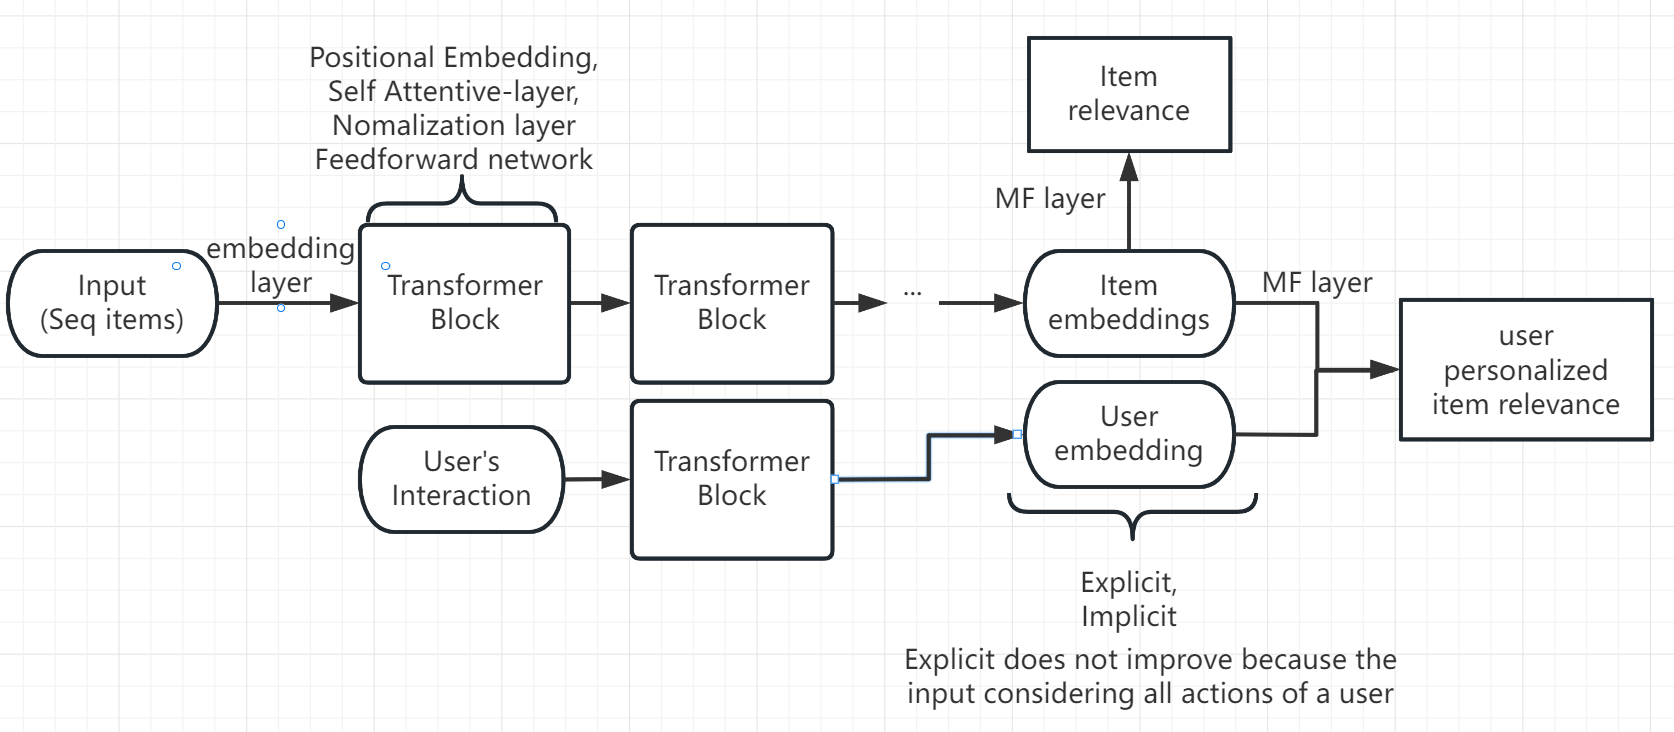 Positional Embedding,
Self Attentive-layer,
Nomalization layer
Feedforward network
Item
relevance
MF layer
embedding
layer
Input
(Seq items)
Transformer
Block
Transformer
Block
...
Item
embeddings
MF layer
user
personalized
item relevance
User's
Interaction
Transformer
Block
User
embedding
Explicit,
Implicit
Explicit does not improve because the
input considering all actions of a user